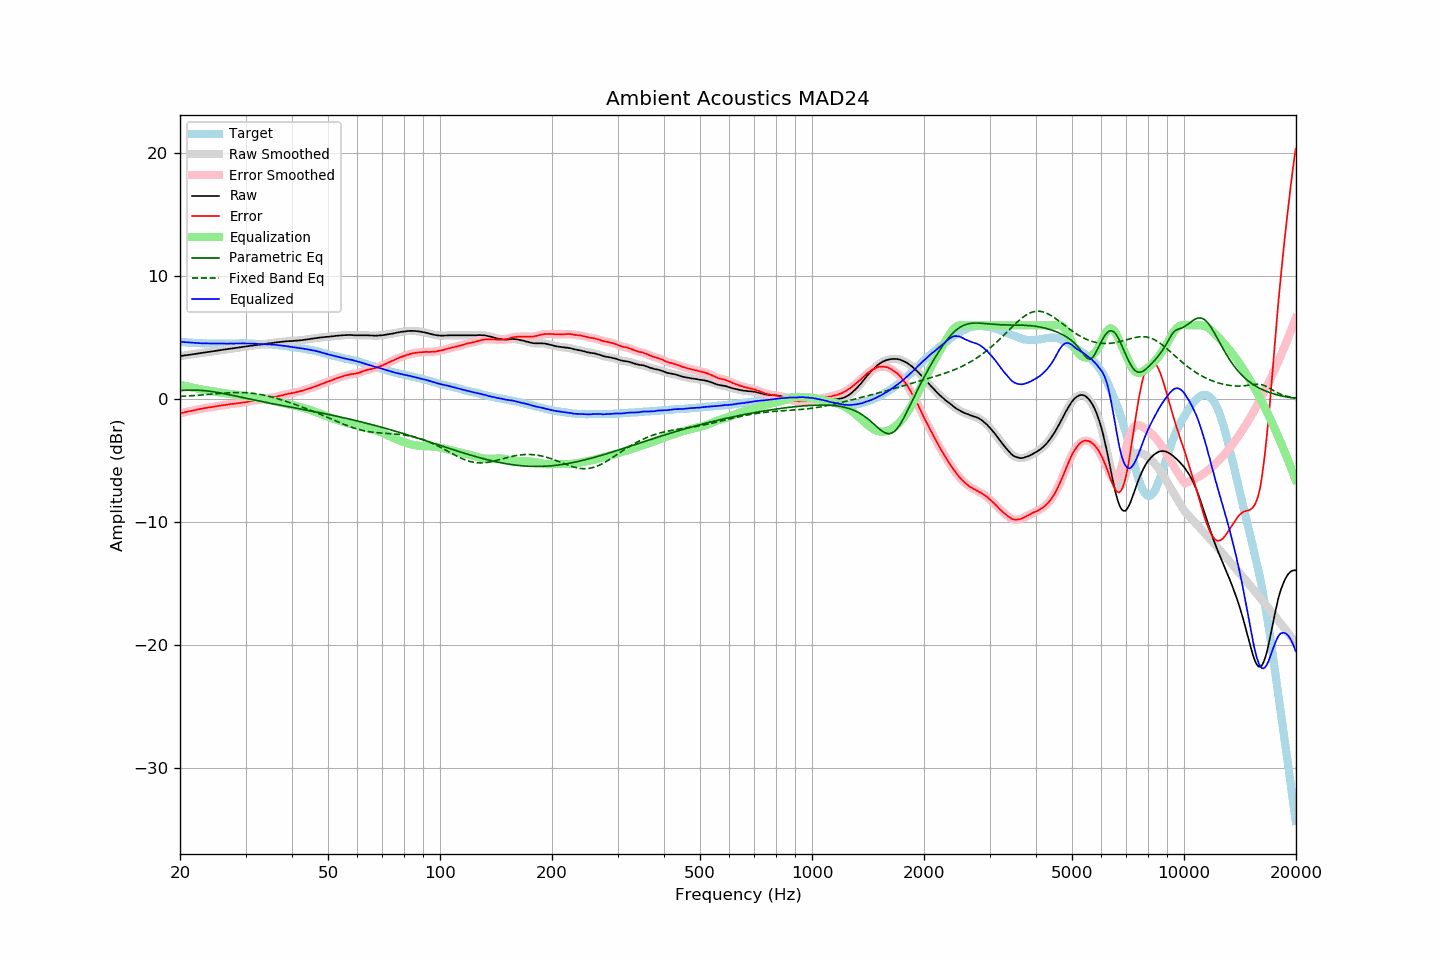 Ambient Acoustics MAD24
Target
Raw Smoothed
Error Smoothed
Raw
Error
Equalization
Parametric Eq
Fixed Band Eq
Equalized
20
10
0
−10
−20
−30
Amplitude (dBr)
20 50 100 200 500 1000 2000 5000 10000 20000
Frequency (Hz)